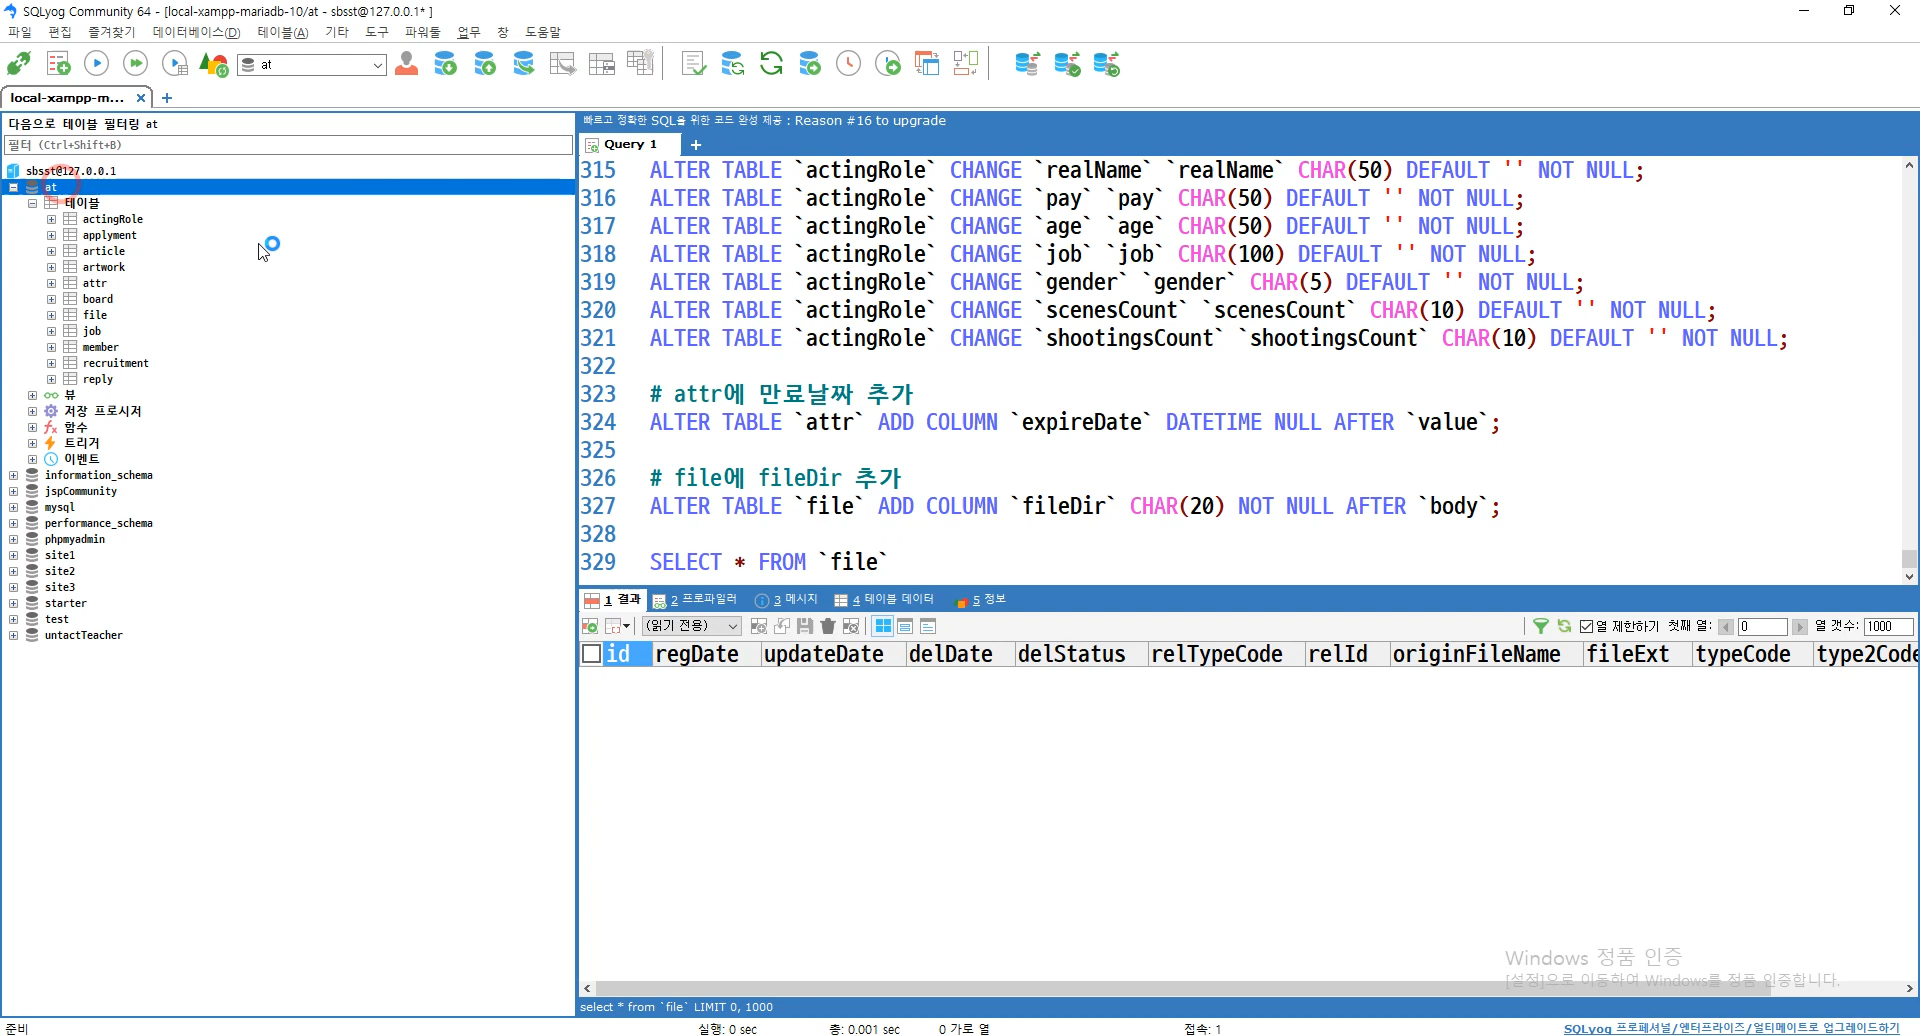 SQLyog Community 64 - [local-xampp-mariadb-10/at - sbsst@127.0.0.1* ]
파일 편집 즐겨찾기 데이터베이스(D) 테이블(A) 기타 도구 파워툴 업무 창 도움말
at
local-xampp-m...
다음으로 테이블 필터링 at
필터 (Ctrl+Shift+B)
sbsst@127.0.0.1
at
테이블
actingRole
applyment
article
artwork
attr
board
file
job
member
recruitment
reply
뷰
저장 프로시저
함수
트리거
이벤트
information_schema
jspCommunity
mysql
performance_schema
phpmyadmin
site1
site2
site3
starter
test
untactTeacher
빠르고 정확한 SQL을 위한 코드 완성 제공 : Reason #16 to upgrade
Query 1
315 ALTER TABLE `actingRole` CHANGE `realName` `realName` CHAR(50) DEFAULT '' NOT NULL;
316 ALTER TABLE `actingRole` CHANGE `pay` `pay` CHAR(50) DEFAULT '' NOT NULL;
317 ALTER TABLE `actingRole` CHANGE `age` `age` CHAR(50) DEFAULT '' NOT NULL;
318 ALTER TABLE `actingRole` CHANGE `job` `job` CHAR(100) DEFAULT '' NOT NULL;
319 ALTER TABLE `actingRole` CHANGE `gender` `gender` CHAR(5) DEFAULT '' NOT NULL;
320 ALTER TABLE `actingRole` CHANGE `scenesCount` `scenesCount` CHAR(10) DEFAULT '' NOT NULL;
321 ALTER TABLE `actingRole` CHANGE `shootingsCount` `shootingsCount` CHAR(10) DEFAULT '' NOT NULL;
322
323 # attr에 만료날짜 추가
324 ALTER TABLE `attr` ADD COLUMN `expireDate` DATETIME NULL AFTER `value`;
325
326 # file에 fileDir 추가
327 ALTER TABLE `file` ADD COLUMN `fileDir` CHAR(20) NOT NULL AFTER `body`;
328
329 SELECT * FROM `file`
1 결과 2 프로파일러 3 메시지 4 테이블 데이터 5 정보
(읽기 전용) 열 제한하기 첫째 열: 0 열 갯수: 1000
id regDate updateDate delDate delStatus relTypeCode relId originFileName fileExt typeCode type2Code
Windows 정품 인증
[설정]으로 이동하여 Windows를 정품 인증합니다.
select * from `file` LIMIT 0, 1000
준비 실행: 0 sec 총: 0.001 sec 0 가로 열 접속: 1 SQLyog 프로페셔널/엔터프라이즈/얼티메이트로 업그레이드하기